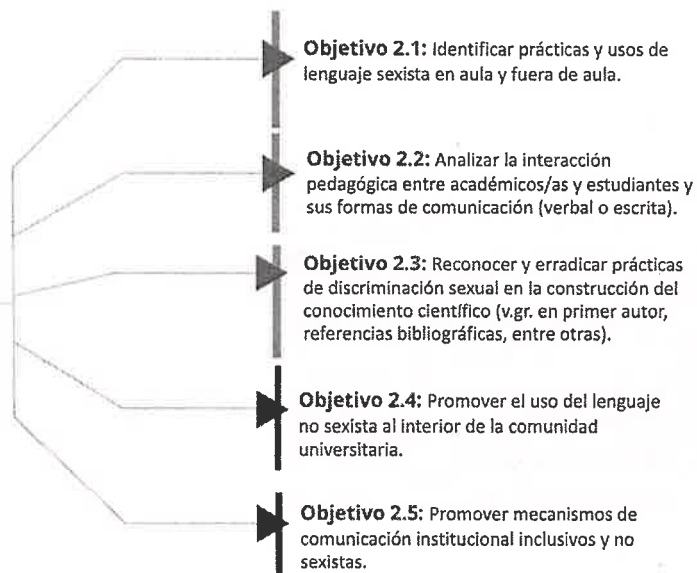 Objetivo 2.1: Identificar prácticas y usos de
lenguaje sexista en aula y fuera de aula.
Objetivo 2.2: Analizar la interacción
pedagógica entre académicos/as y estudiantes y
sus formas de comunicación (verbal o escrita).
Objetivo 2.3: Reconocer y erradicar prácticas
de discriminación sexual en la construcción del
conocimiento científico (v.gr. en primer autor,
referencias bibliográficas, entre otras).
Objetivo 2.4: Promover el uso del lenguaje
no sexista al interior de la comunidad
universitaria.
Objetivo 2.5: Promover mecanismos de
comunicación institucional inclusivos y no
sexistas.